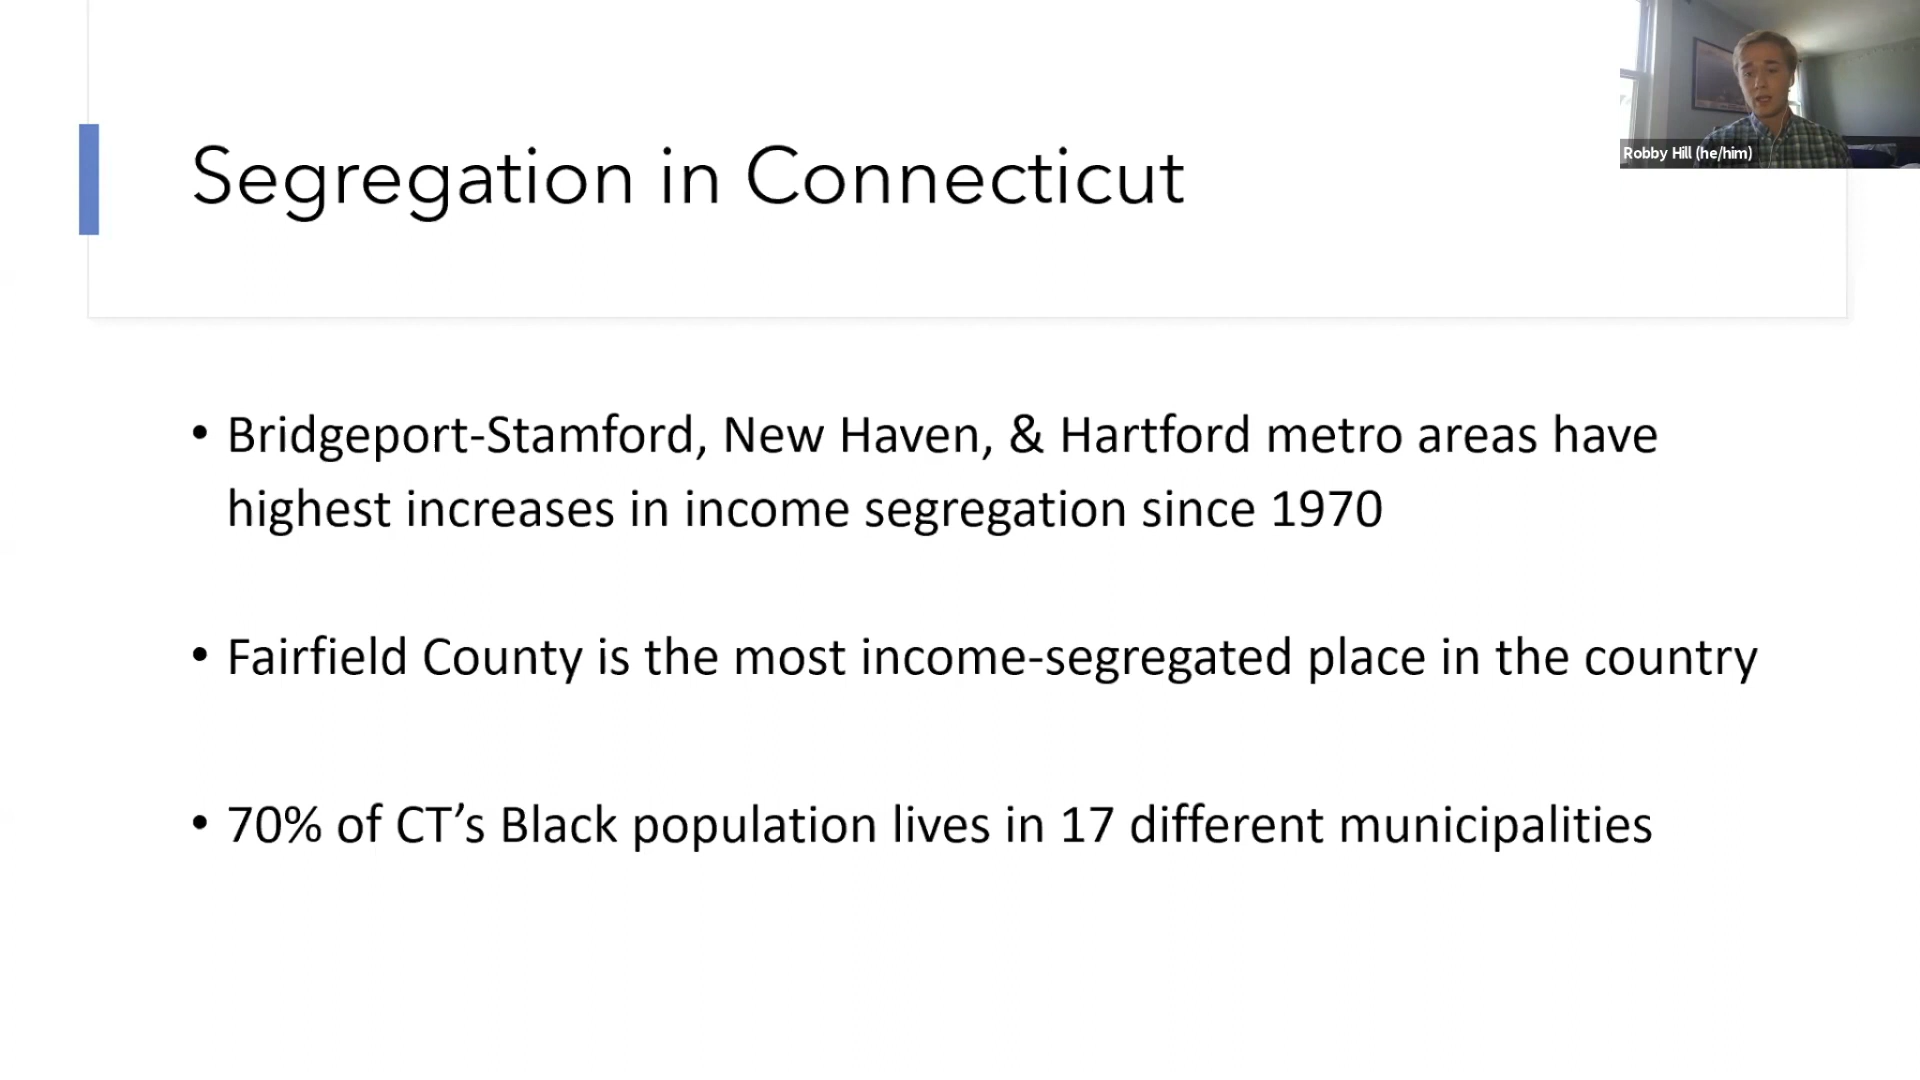 Segregation in Connecticut
Robby Hill (he/him)
• Bridgeport-Stamford, New Haven, & Hartford metro areas have
highest increases in income segregation since 1970
• Fairfield County is the most income-segregated place in the country
• 70% of CT’s Black population lives in 17 different municipalities